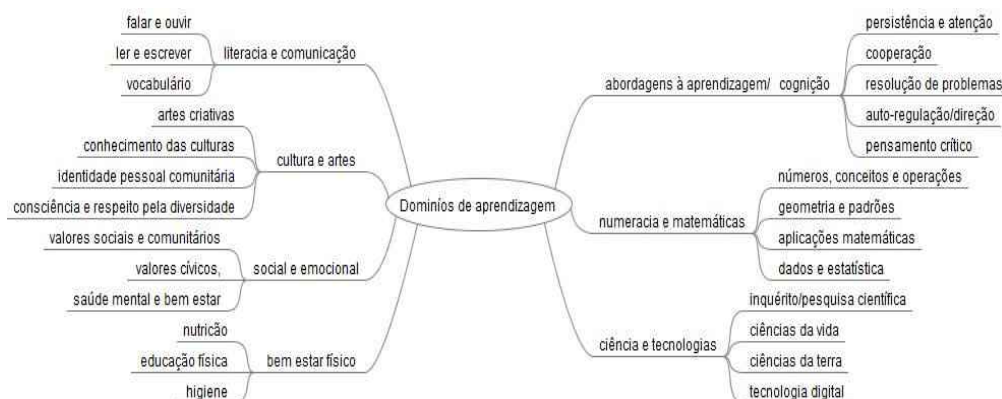 falar e ouvir
ler e escrever
vocabulário
literacia e comunicação
artes criativas
conhecimento das culturas
identidade pessoal comunitária
consciência e respeito pela diversidade
cultura e artes
valores sociais e comunitários
valores cívicos,
saúde mental e bem estar
social e emocional
nutricão
educação física
higiene
bem estar físico
Domínios de aprendizagem
persistência e atenção
cooperação
resolução de problemas
auto-regulação/direção
pensamento crítico
abordagens à aprendizagem/ cognição
números, conceitos e operações
geometria e padrões
aplicações matemáticas
dados e estatística
numeracia e matemáticas
inquérito/pesquisa científica
ciências da vida
ciências da terra
tecnologia digital
ciência e tecnologias